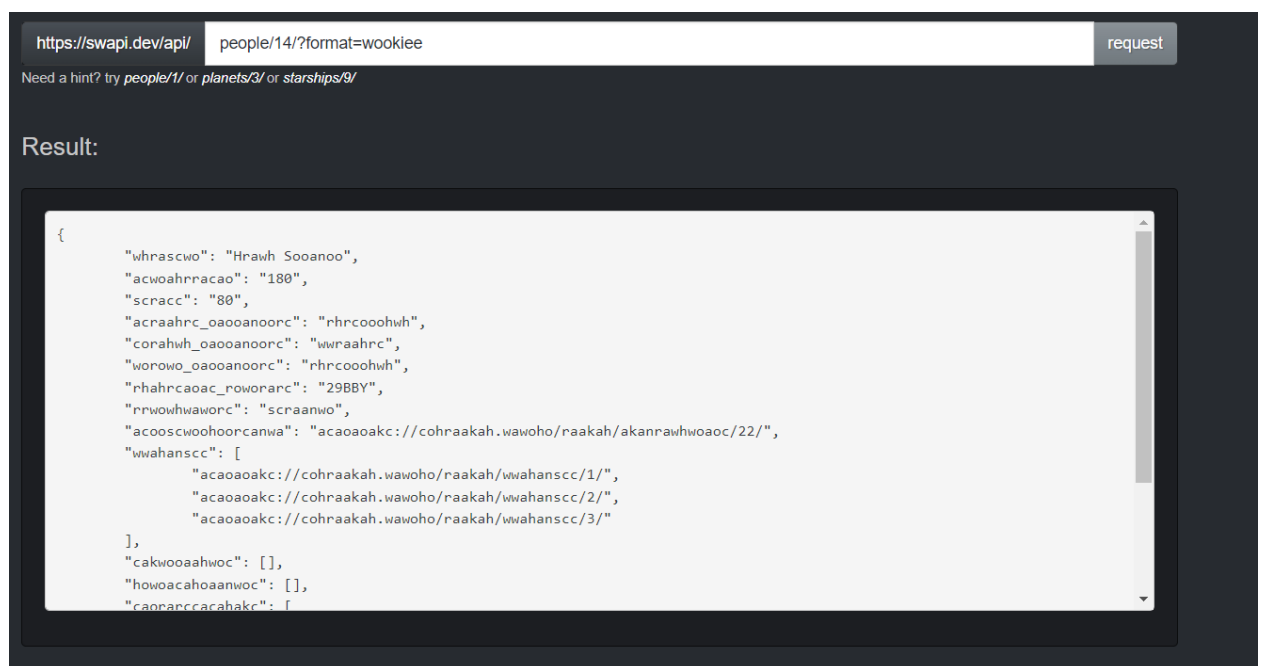 https://swapi.dev/api/ people/14/?format=wookiee request
Need a hint? try people/1/ or planets/3/ or starships/9/
Result:
{
"whrascwo": "Hrawh Sooanoo",
"acwoahrracao": "180",
"scracc": "80",
"acraahrc_oaooanoorc": "rhrcooohwh",
"corahwh_oaooanoorc": "wwraahrc",
"worowo_oaooanoorc": "rhrcooohwh",
"rhahrcaoac_roworarc": "29BBY",
"rrwowhwaworc": "scraanwo",
"acooscwoohoorcanwa": "acaoaoakc://cohraakah.wawoho/raakah/akanrawhwoaoc/22/",
"wwahanscc": [
"acaoaoakc://cohraakah.wawoho/raakah/wwahanscc/1/",
"acaoaoakc://cohraakah.wawoho/raakah/wwahanscc/2/",
"acaoaoakc://cohraakah.wawoho/raakah/wwahanscc/3/"
],
"cakwooaahwoc": [],
"howoacahoaanwoc": [],
"caorarccacahakc": [